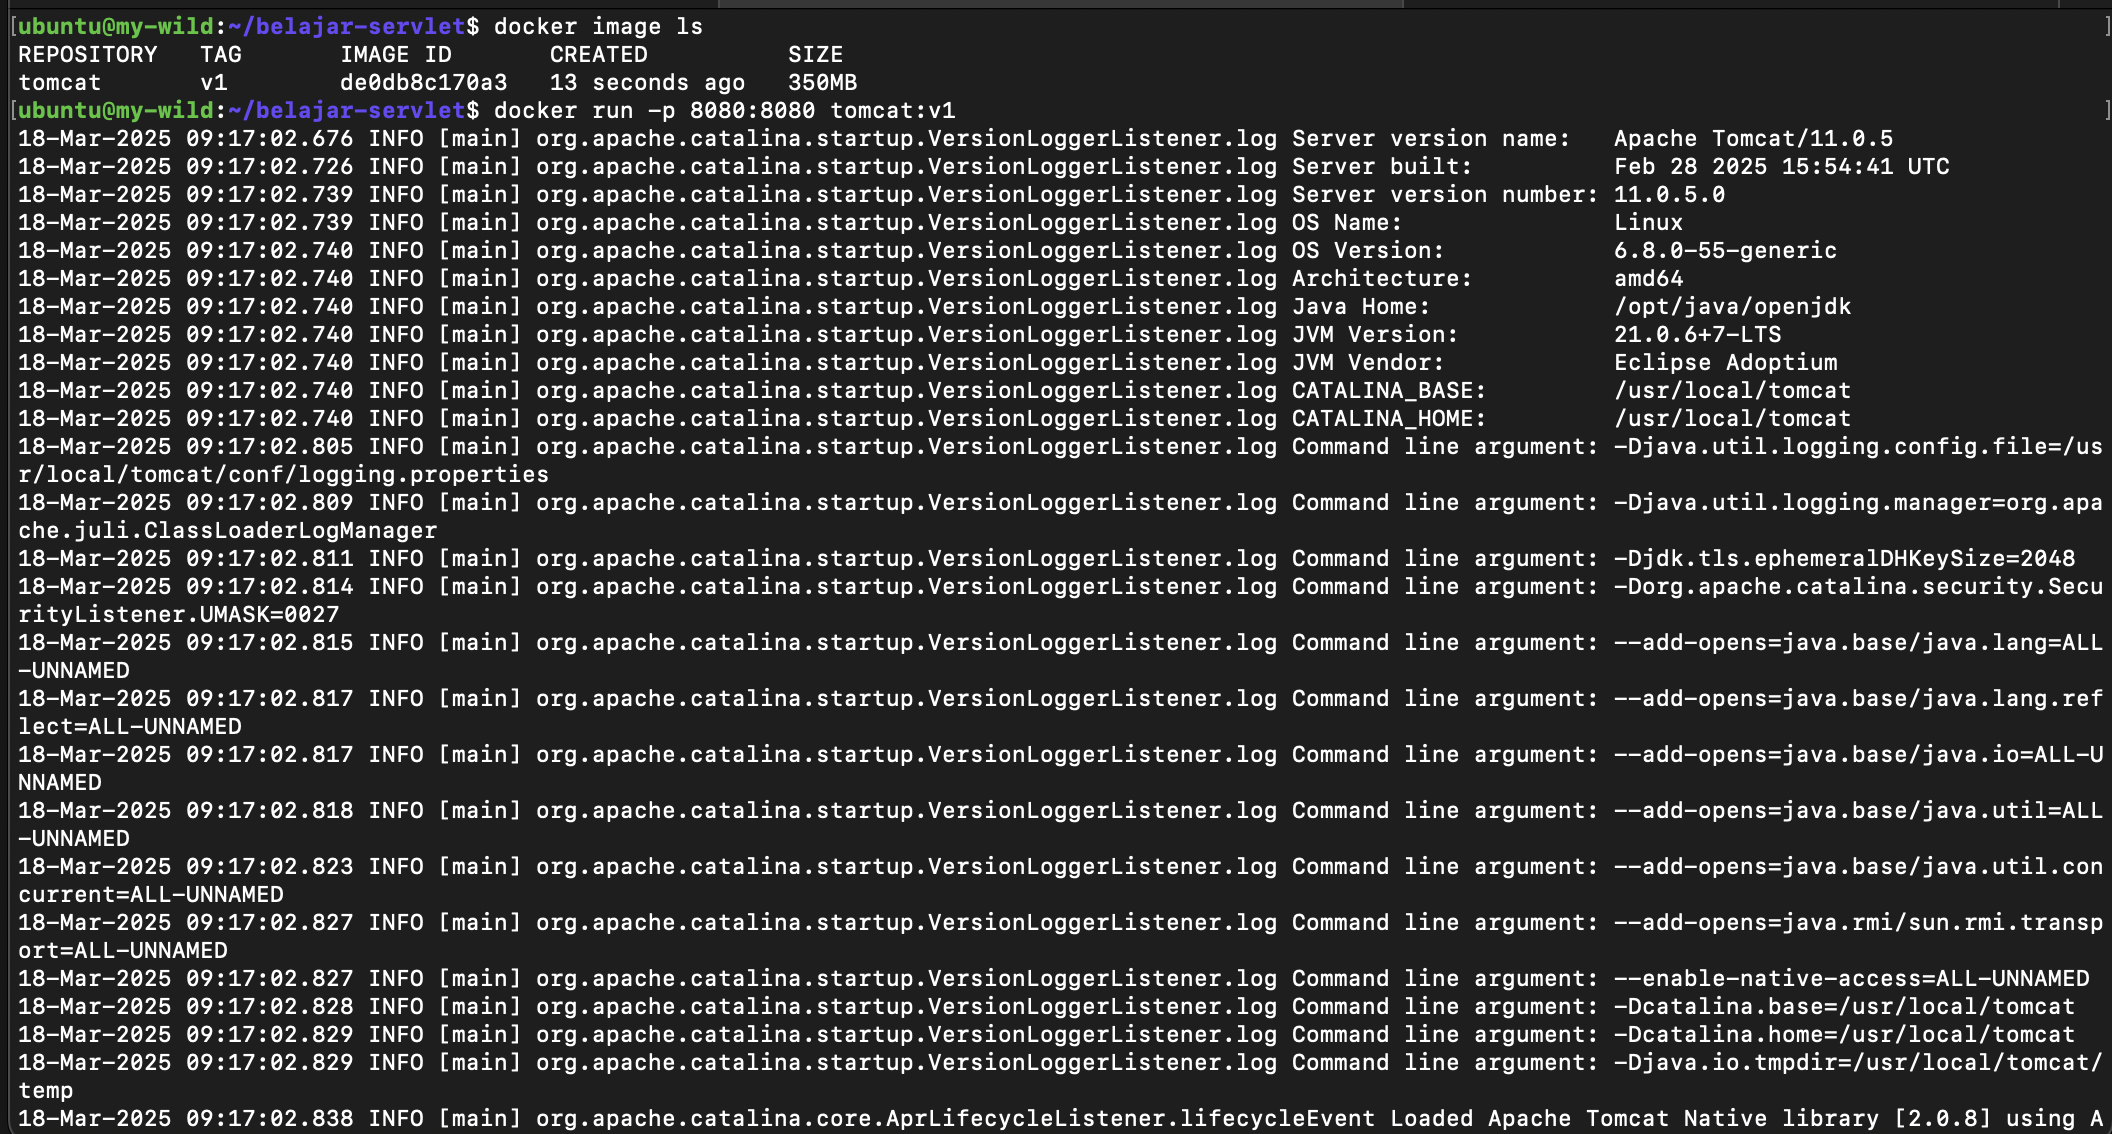 [ubuntu@my-wild:~/belajar-servlet$ docker image ls ]
REPOSITORY   TAG       IMAGE ID       CREATED          SIZE
tomcat       v1        de0db8c170a3   13 seconds ago   350MB
[ubuntu@my-wild:~/belajar-servlet$ docker run -p 8080:8080 tomcat:v1 ]
18-Mar-2025 09:17:02.676 INFO [main] org.apache.catalina.startup.VersionLoggerListener.log Server version name:   Apache Tomcat/11.0.5
18-Mar-2025 09:17:02.726 INFO [main] org.apache.catalina.startup.VersionLoggerListener.log Server built:          Feb 28 2025 15:54:41 UTC
18-Mar-2025 09:17:02.739 INFO [main] org.apache.catalina.startup.VersionLoggerListener.log Server version number: 11.0.5.0
18-Mar-2025 09:17:02.739 INFO [main] org.apache.catalina.startup.VersionLoggerListener.log OS Name:               Linux
18-Mar-2025 09:17:02.740 INFO [main] org.apache.catalina.startup.VersionLoggerListener.log OS Version:            6.8.0-55-generic
18-Mar-2025 09:17:02.740 INFO [main] org.apache.catalina.startup.VersionLoggerListener.log Architecture:          amd64
18-Mar-2025 09:17:02.740 INFO [main] org.apache.catalina.startup.VersionLoggerListener.log Java Home:             /opt/java/openjdk
18-Mar-2025 09:17:02.740 INFO [main] org.apache.catalina.startup.VersionLoggerListener.log JVM Version:           21.0.6+7-LTS
18-Mar-2025 09:17:02.740 INFO [main] org.apache.catalina.startup.VersionLoggerListener.log JVM Vendor:            Eclipse Adoptium
18-Mar-2025 09:17:02.740 INFO [main] org.apache.catalina.startup.VersionLoggerListener.log CATALINA_BASE:         /usr/local/tomcat
18-Mar-2025 09:17:02.740 INFO [main] org.apache.catalina.startup.VersionLoggerListener.log CATALINA_HOME:         /usr/local/tomcat
18-Mar-2025 09:17:02.805 INFO [main] org.apache.catalina.startup.VersionLoggerListener.log Command line argument: -Djava.util.logging.config.file=/us
r/local/tomcat/conf/logging.properties
18-Mar-2025 09:17:02.809 INFO [main] org.apache.catalina.startup.VersionLoggerListener.log Command line argument: -Djava.util.logging.manager=org.apa
che.juli.ClassLoaderLogManager
18-Mar-2025 09:17:02.811 INFO [main] org.apache.catalina.startup.VersionLoggerListener.log Command line argument: -Djdk.tls.ephemeralDHKeySize=2048
18-Mar-2025 09:17:02.814 INFO [main] org.apache.catalina.startup.VersionLoggerListener.log Command line argument: -Dorg.apache.catalina.security.Secu
rityListener.UMASK=0027
18-Mar-2025 09:17:02.815 INFO [main] org.apache.catalina.startup.VersionLoggerListener.log Command line argument: --add-opens=java.base/java.lang=ALL
-UNNAMED
18-Mar-2025 09:17:02.817 INFO [main] org.apache.catalina.startup.VersionLoggerListener.log Command line argument: --add-opens=java.base/java.lang.ref
lect=ALL-UNNAMED
18-Mar-2025 09:17:02.817 INFO [main] org.apache.catalina.startup.VersionLoggerListener.log Command line argument: --add-opens=java.base/java.io=ALL-U
NNAMED
18-Mar-2025 09:17:02.818 INFO [main] org.apache.catalina.startup.VersionLoggerListener.log Command line argument: --add-opens=java.base/java.util=ALL
-UNNAMED
18-Mar-2025 09:17:02.823 INFO [main] org.apache.catalina.startup.VersionLoggerListener.log Command line argument: --add-opens=java.base/java.util.con
current=ALL-UNNAMED
18-Mar-2025 09:17:02.827 INFO [main] org.apache.catalina.startup.VersionLoggerListener.log Command line argument: --add-opens=java.rmi/sun.rmi.transp
ort=ALL-UNNAMED
18-Mar-2025 09:17:02.827 INFO [main] org.apache.catalina.startup.VersionLoggerListener.log Command line argument: --enable-native-access=ALL-UNNAMED
18-Mar-2025 09:17:02.828 INFO [main] org.apache.catalina.startup.VersionLoggerListener.log Command line argument: -Dcatalina.base=/usr/local/tomcat
18-Mar-2025 09:17:02.829 INFO [main] org.apache.catalina.startup.VersionLoggerListener.log Command line argument: -Dcatalina.home=/usr/local/tomcat
18-Mar-2025 09:17:02.829 INFO [main] org.apache.catalina.startup.VersionLoggerListener.log Command line argument: -Djava.io.tmpdir=/usr/local/tomcat/
temp
18-Mar-2025 09:17:02.838 INFO [main] org.apache.catalina.core.AprLifecycleListener.lifecycleEvent Loaded Apache Tomcat Native library [2.0.8] using A